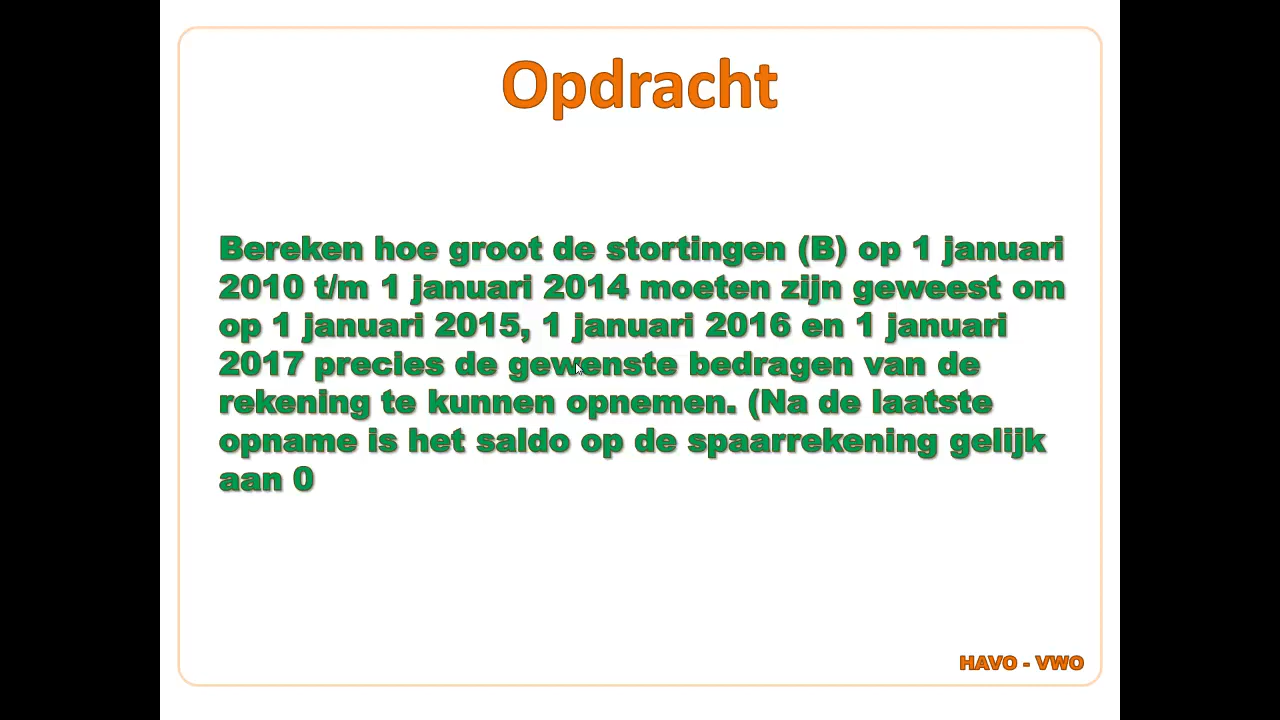 Opdracht
Bereken hoe groot de stortingen (B) op 1 januari
2010 t/m 1 januari 2014 moeten zijn geweest om
op 1 januari 2015, 1 januari 2016 en 1 januari
2017 precies de gewenste bedragen van de
rekening te kunnen opnemen. (Na de laatste
opname is het saldo op de spaarrekening gelijk
aan 0
HAVO - VWO